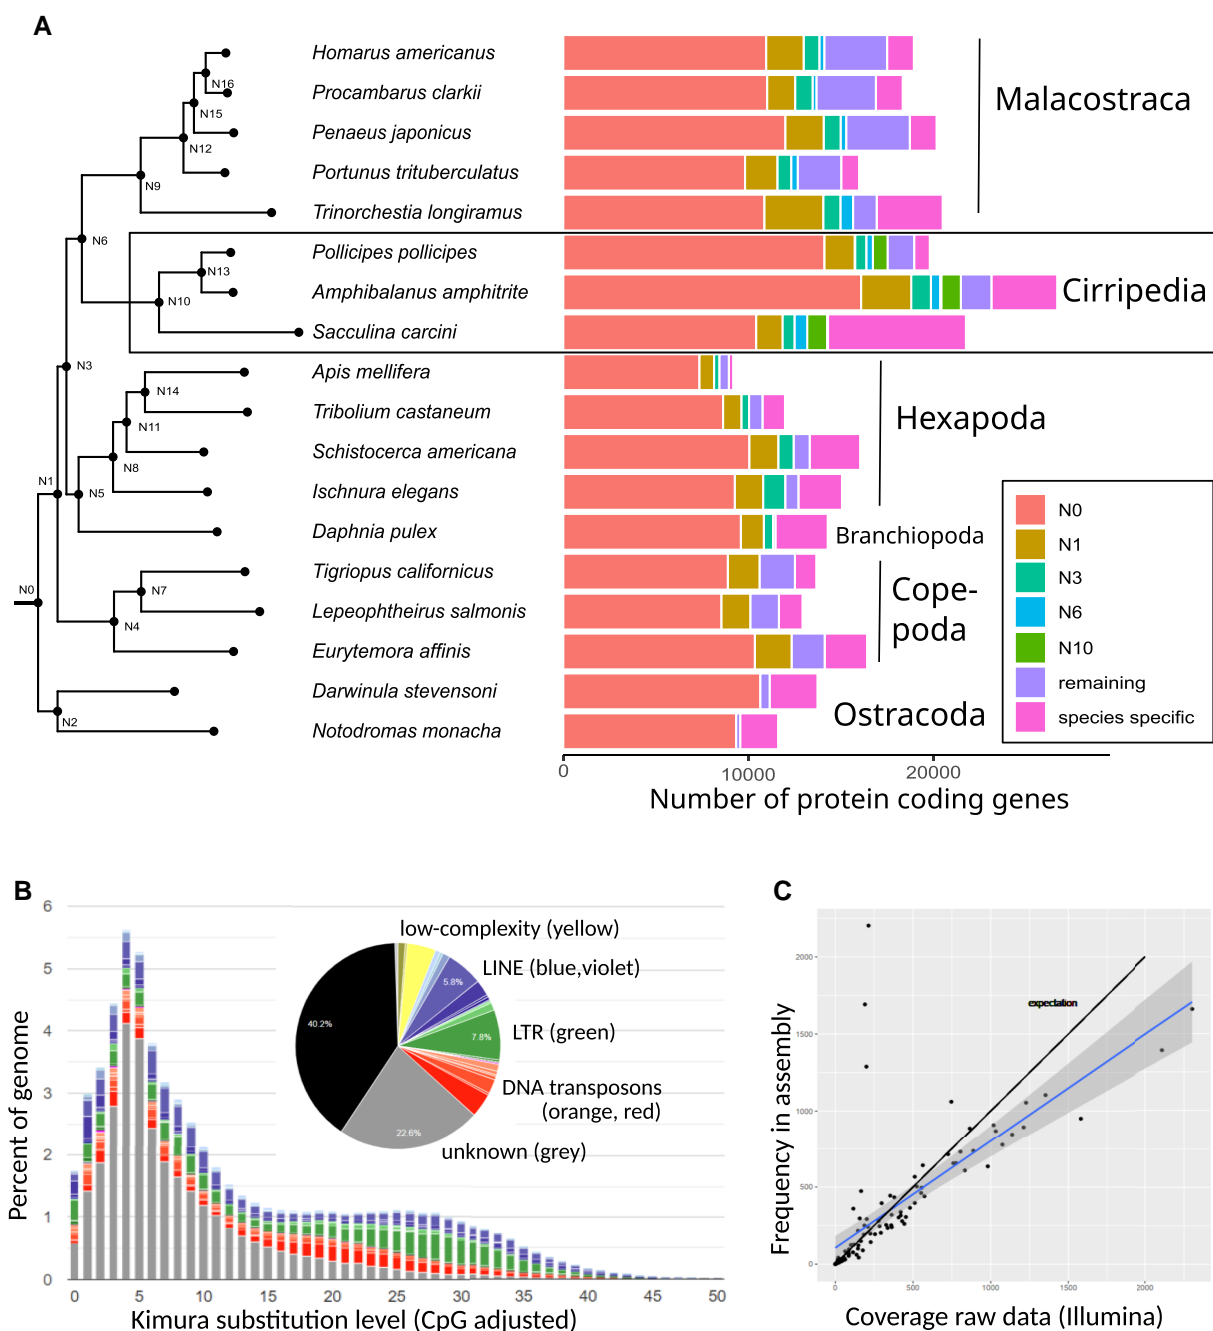 A
Homarus americanus
N16
Procambarus clarkii
Malacostraca
N15
Penaeus japonicus
N12
Portunus trituberculatus
N9
Trinorchestia longiramus
N6
Pollicipes pollicipes
N13
Amphibalanus amphitrite
Cirripedia
N10
Sacculina carcini
N3
Apis mellifera
N14
Tribolium castaneum
Hexapoda
N11
Schistocerca americana
N8
N1
N5
Ischnura elegans
Daphnia pulex
Branchiopoda
Tigriopus californicus
N0
N7
Cope-
poda
Lepeophtheirus salmonis
N4
Eurytemora affinis
Darwinula stevensoni
Ostracoda
N2
Notodromas monacha
N0
N1
N3
N6
N10
remaining
species specific
0 10000 20000
Number of protein coding genes
B
Percent of genome
6
5
4
3
2
1
0
low-complexity (yellow)
LINE (blue,violet)
5.8%
40.2%
LTR (green)
7.8%
DNA transposons
(orange, red)
22.6%
unknown (grey)
0 5 10 15 20 25 30 35 40 45 50
Kimura substitution level (CpG adjusted)
C
Frequency in assembly
2000
1500
1000
500
0
expectation
0 500 1000 1500 2000
Coverage raw data (Illumina)